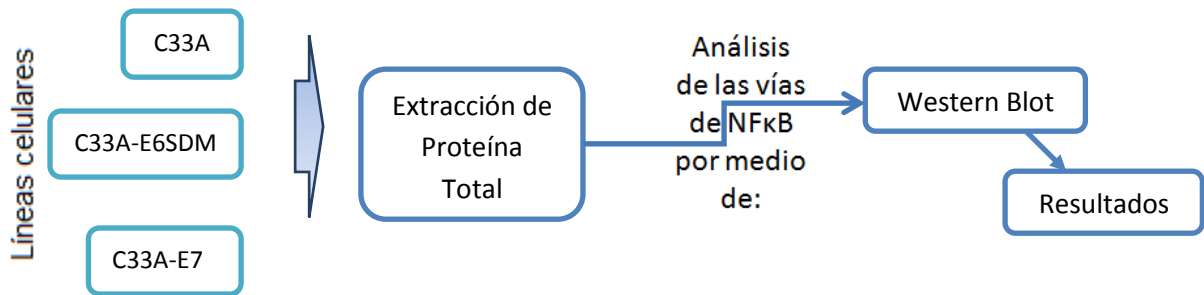 Líneas celulares
C33A
C33A-E6SDM
C33A-E7
Extracción de
Proteína
Total
Análisis
de las vías
de NFκB
por medio
de:
Western Blot
Resultados